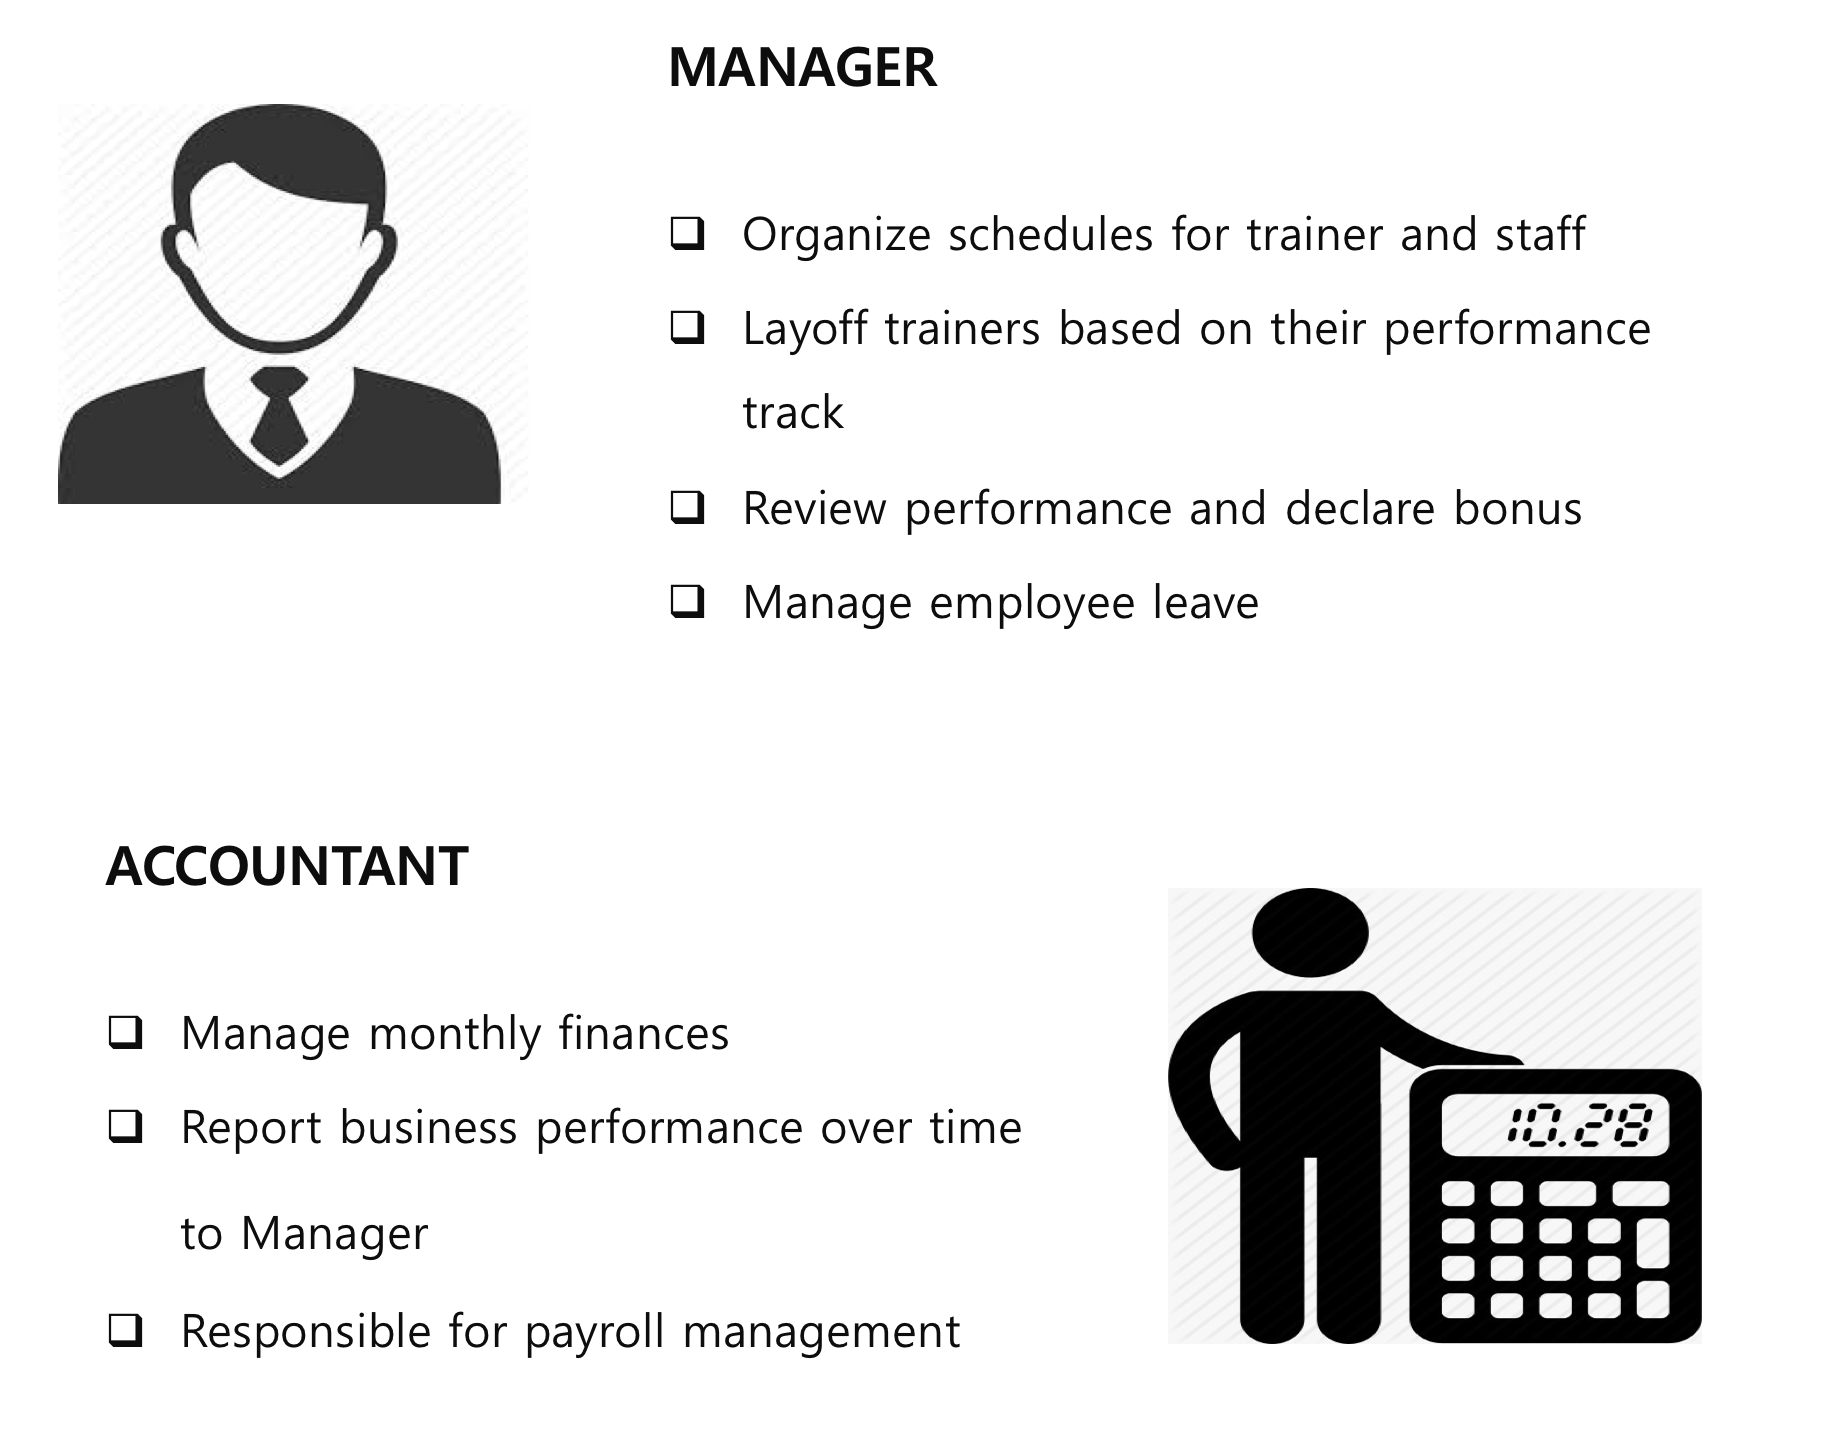 MANAGER
❑ Organize schedules for trainer and staff
❑ Layoff trainers based on their performance
track
❑ Review performance and declare bonus
❑ Manage employee leave
ACCOUNTANT
❑ Manage monthly finances
❑ Report business performance over time
to Manager
❑ Responsible for payroll management
10.28